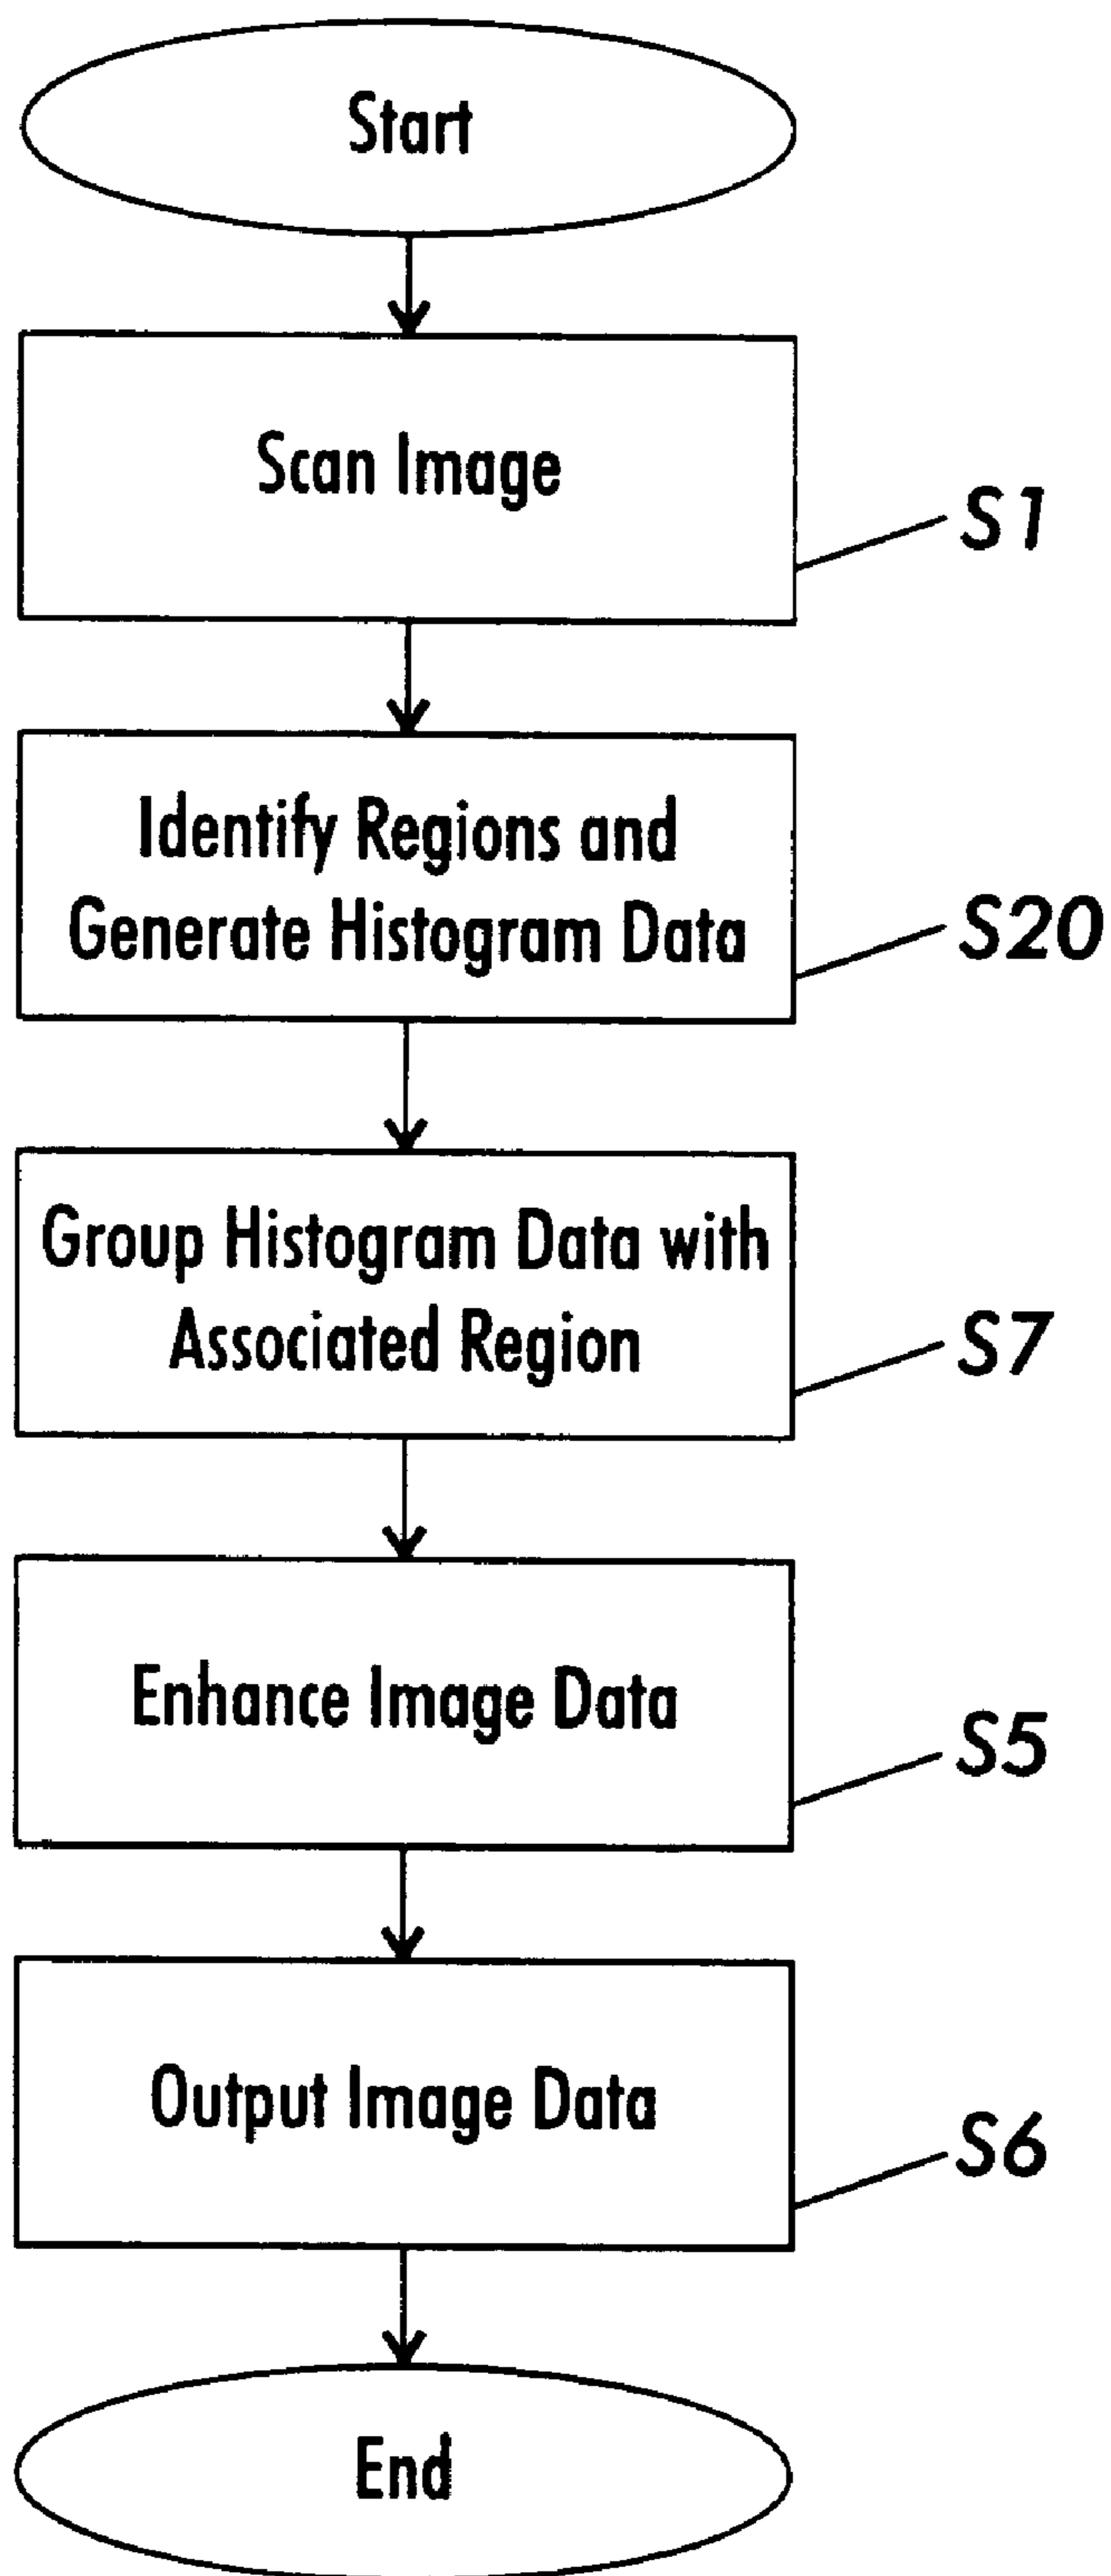 Start
Scan Image
S1
Identify Regions and
Generate Histogram Data
S20
Group Histogram Data with
Associated Region
S7
Enhance Image Data
S5
Output Image Data
S6
End